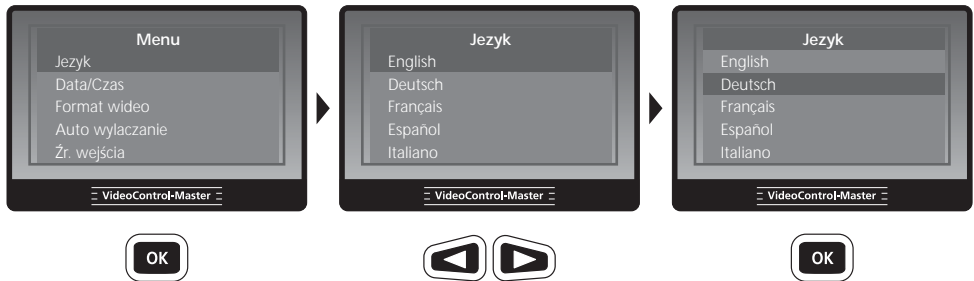 Menu
Jezyk
Data/Czas
Format wideo
Auto wylaczanie
Źr. wejścia
VideoControl-Master
OK
Jezyk
English
Deutsch
Français
Español
Italiano
VideoControl-Master
Jezyk
English
Deutsch
Français
Español
Italiano
VideoControl-Master
OK